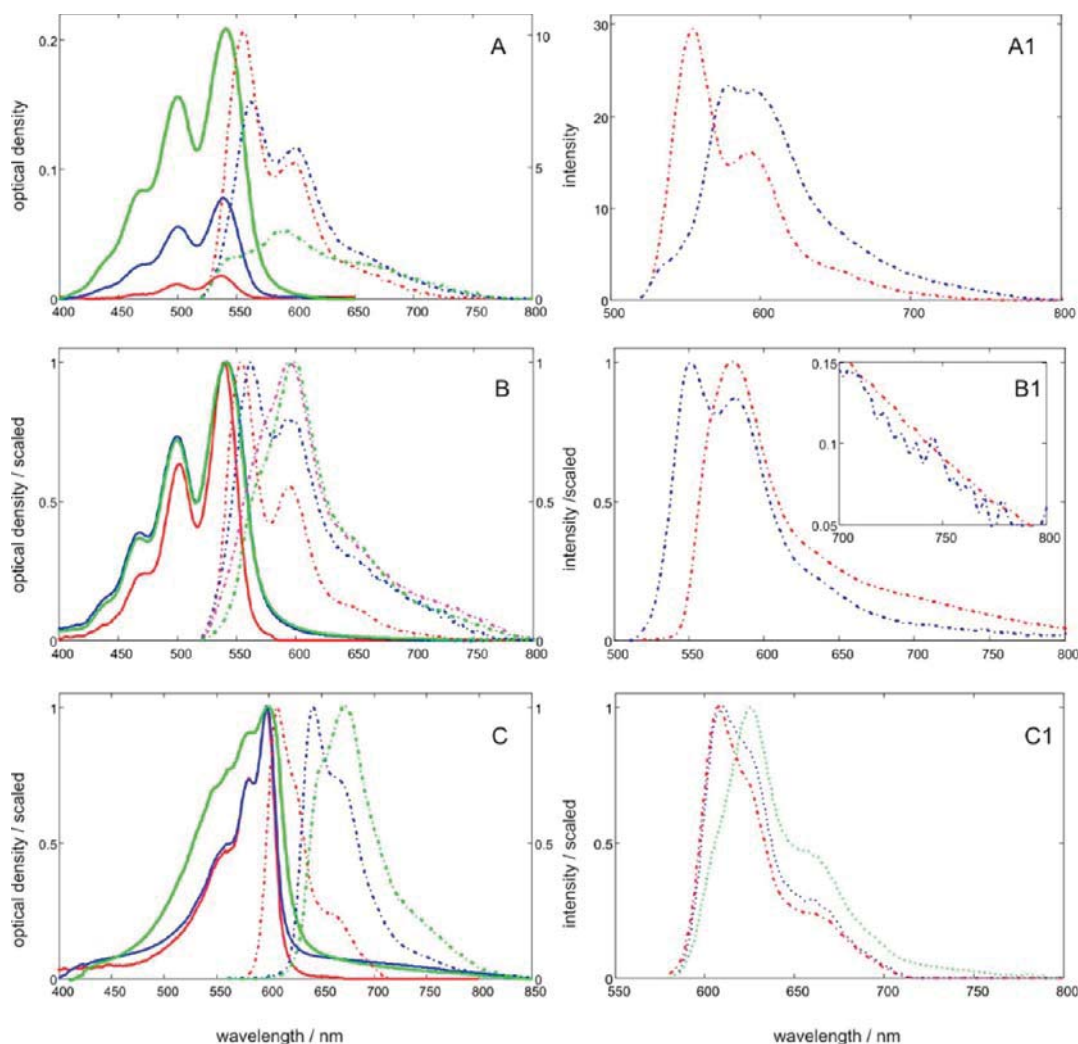 A
optical density
0.2
0.1
0
10
5
0
400 450 500 550 600 650 700 750 800
A1
intensity
30
20
10
0
500 600 700 800
B
optical density / scaled
1
0.5
0
1
0.5
0
400 450 500 550 600 650 700 750 800
B1
intensity /scaled
1
0.5
0
500 550 600 650 700 750 800
0.15
0.1
0.05
700 750 800
C
optical density / scaled
1
0.5
0
1
0.5
0
400 450 500 550 600 650 700 750 800 850
wavelength / nm
C1
intensity / scaled
1
0.5
0
550 600 650 700 750 800
wavelength / nm